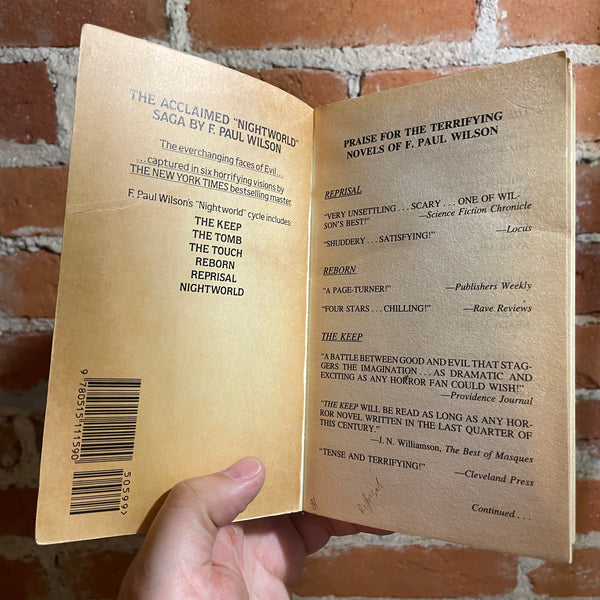 THE ACCLAIMED "NIGHTWORLD"
SAGA BY F. PAUL WILSON
The everchanging faces of Evil...
...captured in six horrifying visions by
THE NEW YORK TIMES bestselling master.
F. Paul Wilson's "Nightworld" cycle includes:
THE KEEP
THE TOMB
THE TOUCH
REBORN
REPRISAL
NIGHTWORLD
9 780515 111590
50599>
PRAISE FOR THE TERRIFYING
NOVELS OF F. PAUL WILSON
REPRISAL
"VERY UNSETTLING . . . SCARY . . . ONE OF WIL-
SON'S BEST!" —Science Fiction Chronicle
"SHUDDERY . . . SATISFYING!" —Locus
REBORN
"A PAGE-TURNER!" —Publishers Weekly
"FOUR STARS . . . CHILLING!" —Rave Reviews
THE KEEP
"A BATTLE BETWEEN GOOD AND EVIL THAT STAG-
GERS THE IMAGINATION . . . AS DRAMATIC AND
EXCITING AS ANY HORROR FAN COULD WISH!"
—Providence Journal
"THE KEEP WILL BE READ AS LONG AS ANY HOR-
ROR NOVEL WRITTEN IN THE LAST QUARTER OF
THIS CENTURY."
—J. N. Williamson, The Best of Masques
"TENSE AND TERRIFYING!" —Cleveland Press
Continued . . .